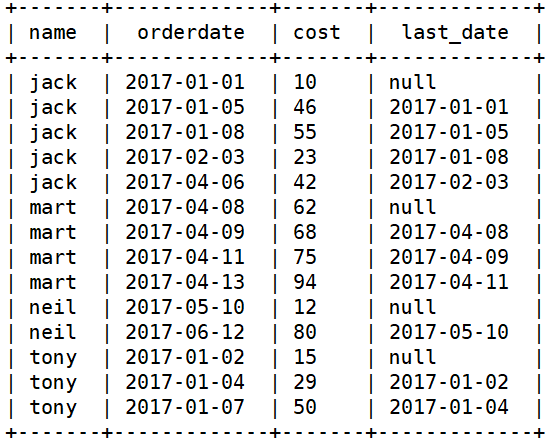 +-------+-------------+-------+-------------+
| name  |  orderdate  | cost  |  last_date  |
+-------+-------------+-------+-------------+
| jack  | 2017-01-01  | 10    | null        |
| jack  | 2017-01-05  | 46    | 2017-01-01  |
| jack  | 2017-01-08  | 55    | 2017-01-05  |
| jack  | 2017-02-03  | 23    | 2017-01-08  |
| jack  | 2017-04-06  | 42    | 2017-02-03  |
| mart  | 2017-04-08  | 62    | null        |
| mart  | 2017-04-09  | 68    | 2017-04-08  |
| mart  | 2017-04-11  | 75    | 2017-04-09  |
| mart  | 2017-04-13  | 94    | 2017-04-11  |
| neil  | 2017-05-10  | 12    | null        |
| neil  | 2017-06-12  | 80    | 2017-05-10  |
| tony  | 2017-01-02  | 15    | null        |
| tony  | 2017-01-04  | 29    | 2017-01-02  |
| tony  | 2017-01-07  | 50    | 2017-01-04  |
+-------+-------------+-------+-------------+